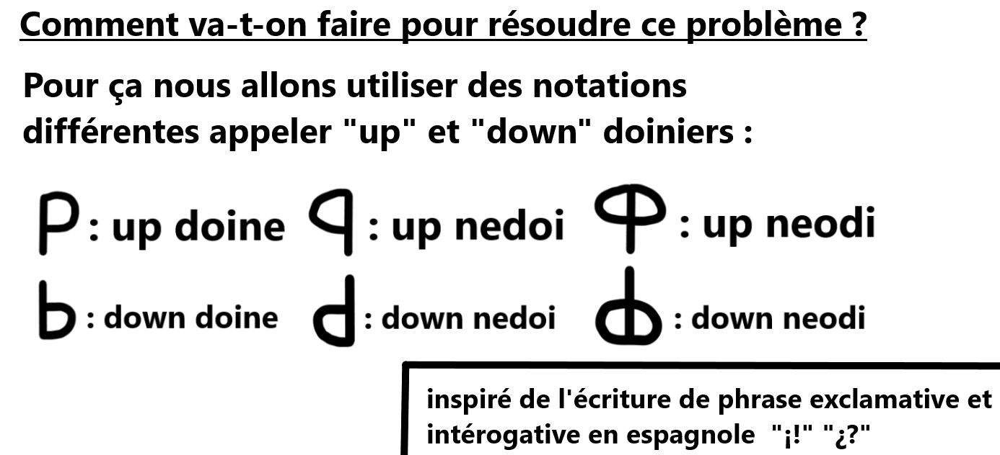 Comment va-t-on faire pour résoudre ce problème ?
Pour ça nous allons utiliser des notations
différentes appeler "up" et "down" doiniers :
P : up doine ꟼ : up nedoi Φ : up neodi
b : down doine d : down nedoi ȸ : down neodi
inspiré de l'écriture de phrase exclamative et
intérogative en espagnole "¡!" "¿?"